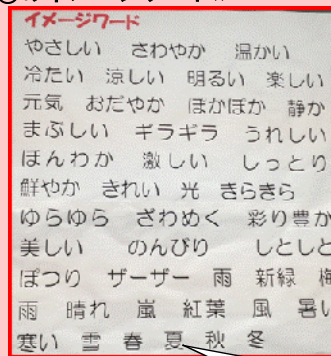 イメージワード
やさしい さわやか 温かい
冷たい 涼しい 明るい 楽しい
元気 おだやか ぽかぽか 静か
まぶしい ギラギラ うれしい
ほんわか 激しい しっとり
鮮やか きれい 光 きらきら
ゆらゆら ざわめく 彩り豊か
美しい のんびり しとしと
ぽつり ザーザー 雨 新緑 梅
雨 晴れ 嵐 紅葉 風 暑い
寒い 雪 春 夏 秋 冬